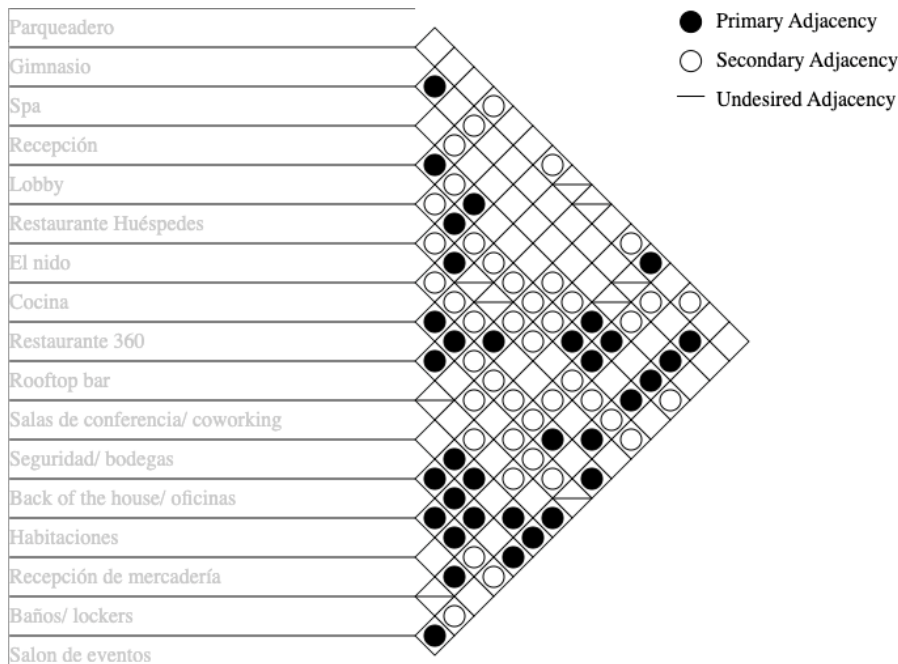 Parqueadero
Gimnasio
Spa
Recepción
Lobby
Restaurante Huéspedes
El nido
Cocina
Restaurante 360
Rooftop bar
Salas de conferencia/ coworking
Seguridad/ bodegas
Back of the house/ oficinas
Habitaciones
Recepción de mercadería
Baños/ lockers
Salon de eventos
Primary Adjacency
Secondary Adjacency
Undesired Adjacency